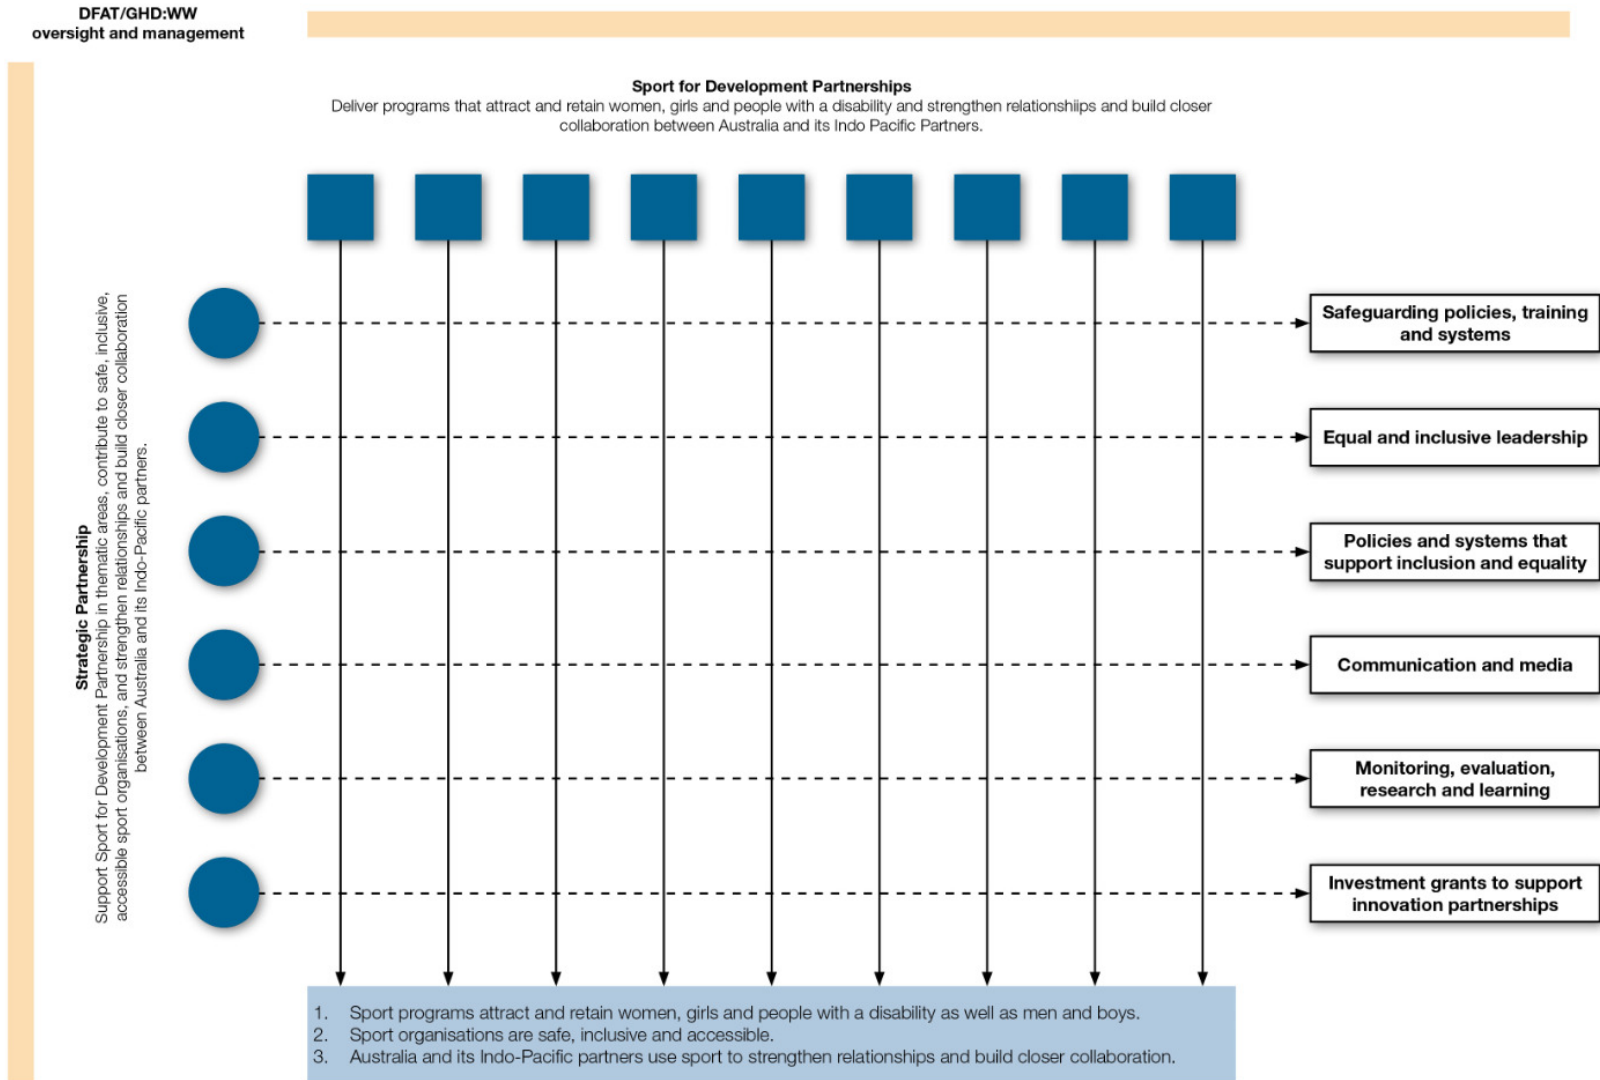 DFAT/GHD:WW
oversight and management
Sport for Development Partnerships
Deliver programs that attract and retain women, girls and people with a disability and strengthen relationshiips and build closer
collaboration between Australia and its Indo Pacific Partners.
Strategic Partnership
Support Sport for Development Partnership in thematic areas, contribute to safe, inclusive,
accessible sport organisations, and strengthen relationships and build closer collaboration
between Australia and its Indo-Pacific partners.
Safeguarding policies, training
and systems
Equal and inclusive leadership
Policies and systems that
support inclusion and equality
Communication and media
Monitoring, evaluation,
research and learning
Investment grants to support
innovation partnerships
1. Sport programs attract and retain women, girls and people with a disability as well as men and boys.
2. Sport organisations are safe, inclusive and accessible.
3. Australia and its Indo-Pacific partners use sport to strengthen relationships and build closer collaboration.